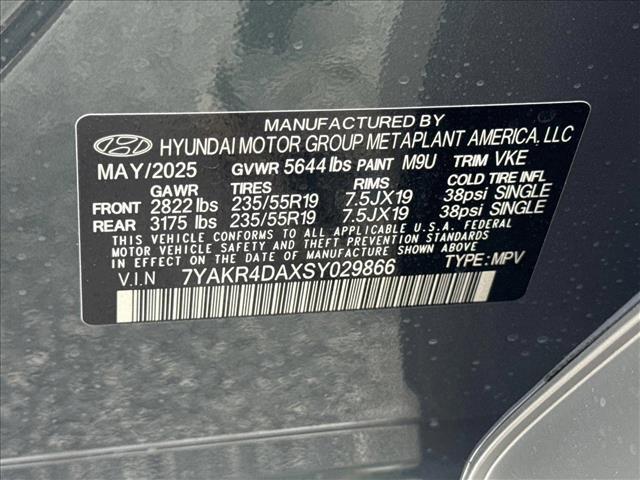 MANUFACTURED BY
HYUNDAI MOTOR GROUP METAPLANT AMERICA, LLC
MAY/2025 GVWR 5644 lbs PAINT M9U TRIM VKE
GAWR TIRES RIMS COLD TIRE INFL
FRONT 2822 lbs 235/55R19 7.5JX19 38psi SINGLE
REAR 3175 lbs 235/55R19 7.5JX19 38psi SINGLE
THIS VEHICLE CONFORMS TO ALL APPLICABLE U.S.A. FEDERAL
MOTOR VEHICLE SAFETY AND THEFT PREVENTION STANDARDS
IN EFFECT ON THE DATE OF MANUFACTURE SHOWN ABOVE
V.I.N 7YAKR4DAXSY029866 TYPE: MPV